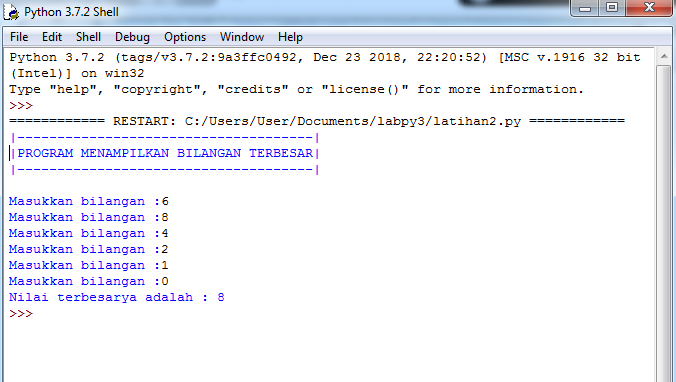 Python 3.7.2 Shell
File Edit Shell Debug Options Window Help
Python 3.7.2 (tags/v3.7.2:9a3ffc0492, Dec 23 2018, 22:20:52) [MSC v.1916 32 bit
(Intel)] on win32
Type "help", "copyright", "credits" or "license()" for more information.
>>>
============ RESTART: C:/Users/User/Documents/labpy3/latihan2.py ============
|-------------------------------------|
|PROGRAM MENAMPILKAN BILANGAN TERBESAR|
|-------------------------------------|
Masukkan bilangan :6
Masukkan bilangan :8
Masukkan bilangan :4
Masukkan bilangan :2
Masukkan bilangan :1
Masukkan bilangan :0
Nilai terbesarya adalah : 8
>>>